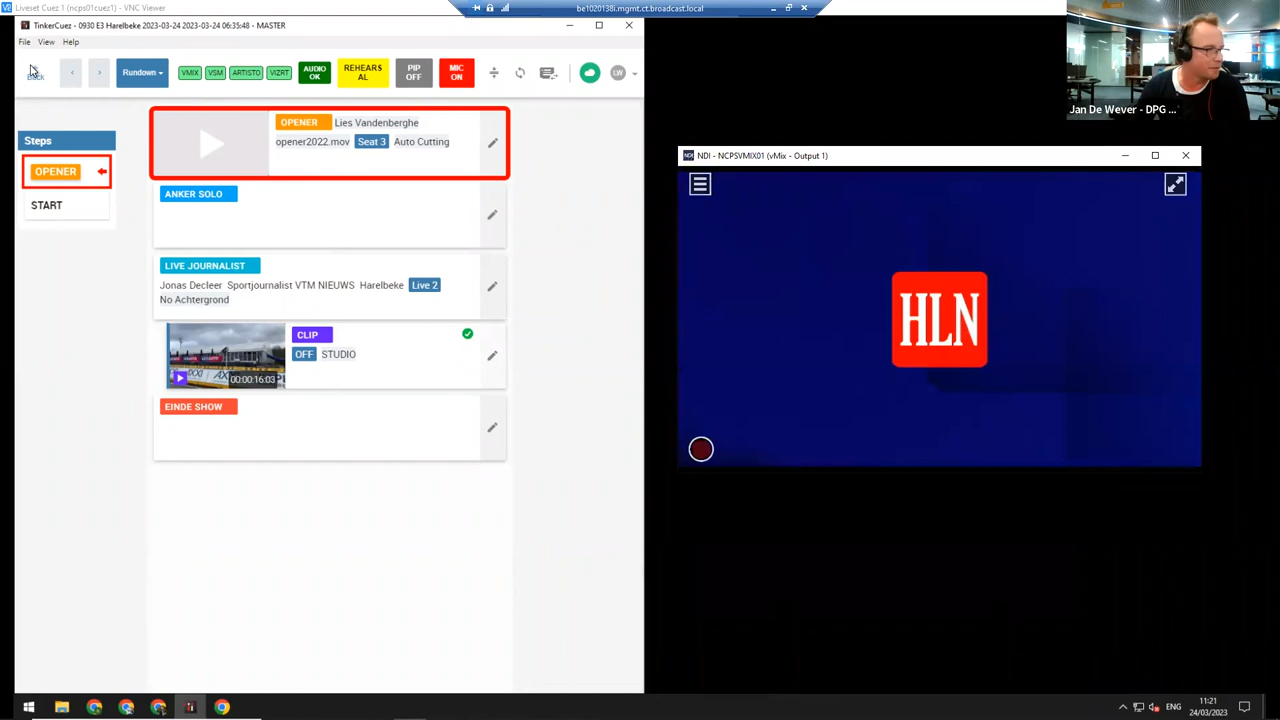 Liveset Cuez 1 (ncps01cuez1) - VNC Viewer
be1020138i.mgmt.ct.broadcast.local
TinkerCuez - 0930 E3 Harelbeke 2023-03-24 2023-03-24 06:35:48 - MASTER
File View Help
Back
Rundown
VMIX
VSM
ARTISTO
VIZRT
AUDIO
OK
REHEARS
AL
PIP
OFF
MIC
ON
LW
Jan De Wever - DPG ...
Steps
OPENER
START
OPENER Lies Vandenberghe
opener2022.mov Seat 3 Auto Cutting
ANKER SOLO
LIVE JOURNALIST
Jonas Decleer Sportjournalist VTM NIEUWS Harelbeke Live 2
No Achtergrond
CLIP
OFF STUDIO
00:00:16:03
EINDE SHOW
NDI - NCPSVMIX01 (vMix - Output 1)
HLN
ENG
11:21
24/03/2023